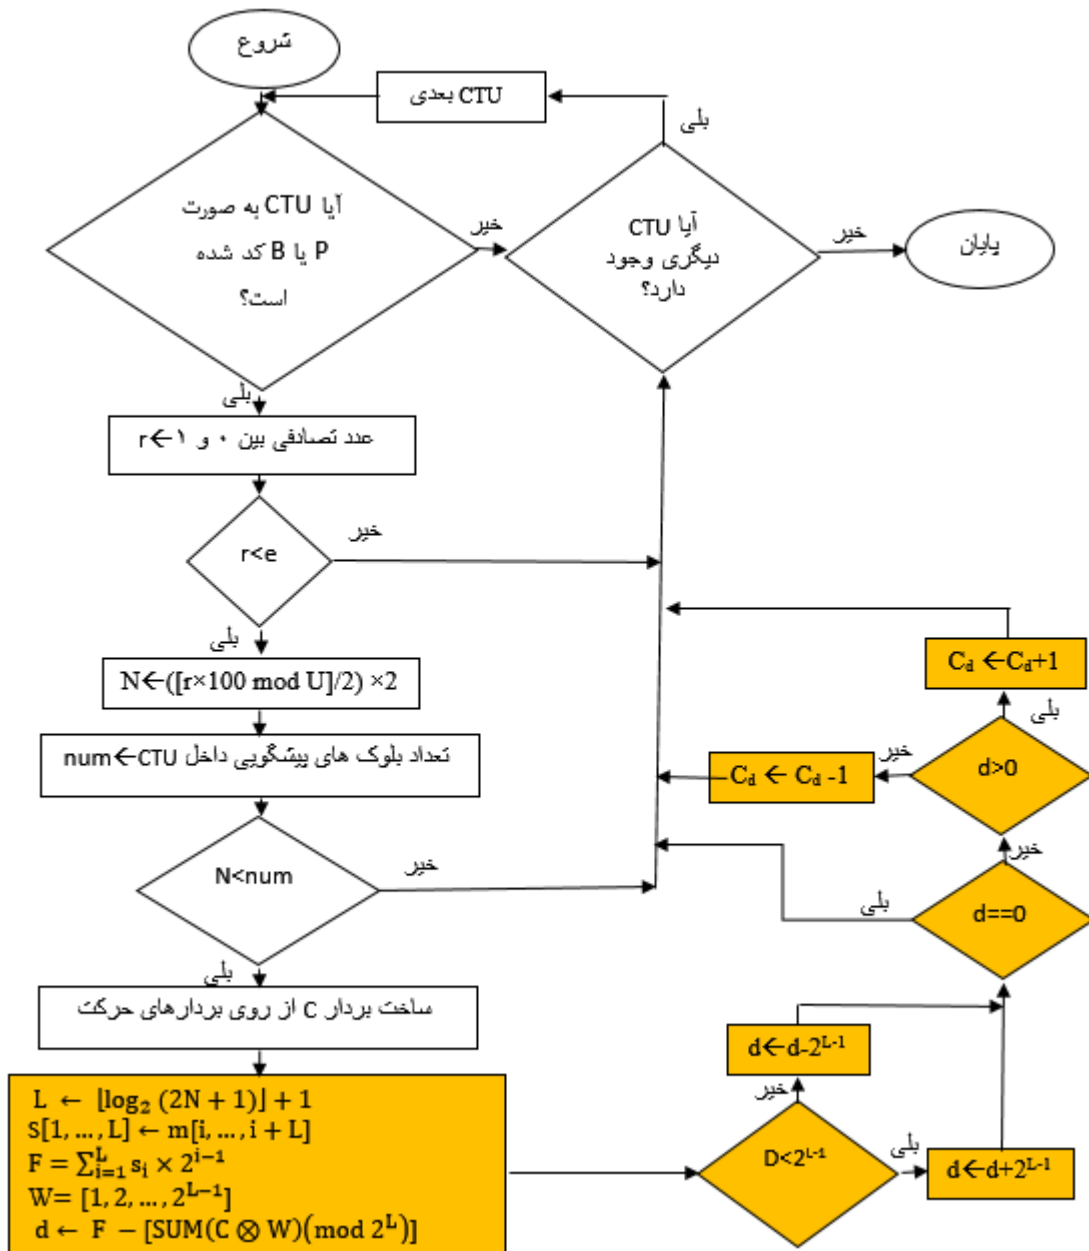 شروع
CTU بعدی
بلی
آیا CTU به صورت
P یا B کد شده
است؟
خیر
آیا CTU
دیگری وجود
دارد؟
خیر
پایان
بلی
r← عدد تصادفی بین ۰ و ۱
r<e
خیر
بلی
N←([r×100 mod U]/2) ×2
num← تعداد بلوک های پیشگویی داخل CTU
N<num
خیر
بلی
ساخت بردار C از روی بردارهای حرکت
L ← ⌊log₂ (2N + 1)⌋ + 1
S[1, …, L] ← m[i, …, i + L]
F = ∑ᵢ₌₁ᴸ sᵢ × 2ⁱ⁻¹
W= [1, 2, …, 2ᴸ⁻¹]
d ← F − [SUM(C ⊗ W)(mod 2ᴸ)]
D<2ᴸ⁻¹
خیر
d←d-2ᴸ⁻¹
بلی
d←d+2ᴸ⁻¹
d==0
بلی
خیر
d>0
خیر
C_d ← C_d -1
بلی
C_d ←C_d+1